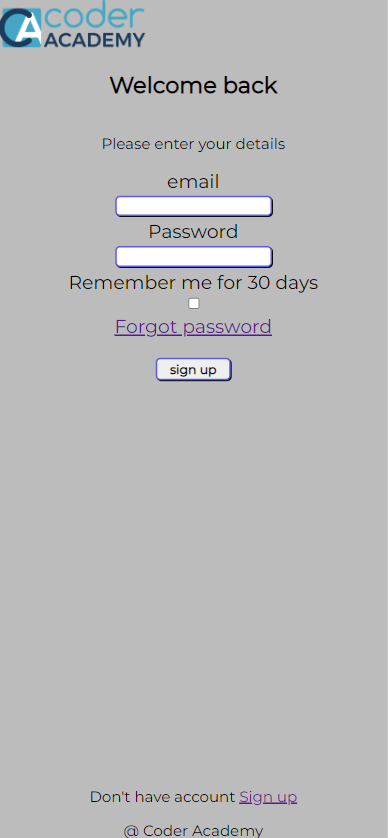 coder
ACADEMY
Welcome back
Please enter your details
email
Password
Remember me for 30 days
Forgot password
sign up
Don't have account Sign up
@ Coder Academy